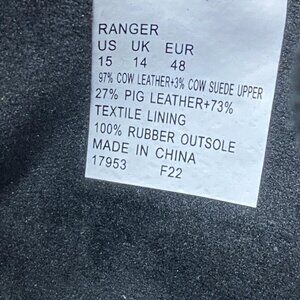 RANGER
US UK EUR
15 14 48
97% COW LEATHER+3% COW SUEDE UPPER
27% PIG LEATHER+73%
TEXTILE LINING
100% RUBBER OUTSOLE
MADE IN CHINA
17953 F22